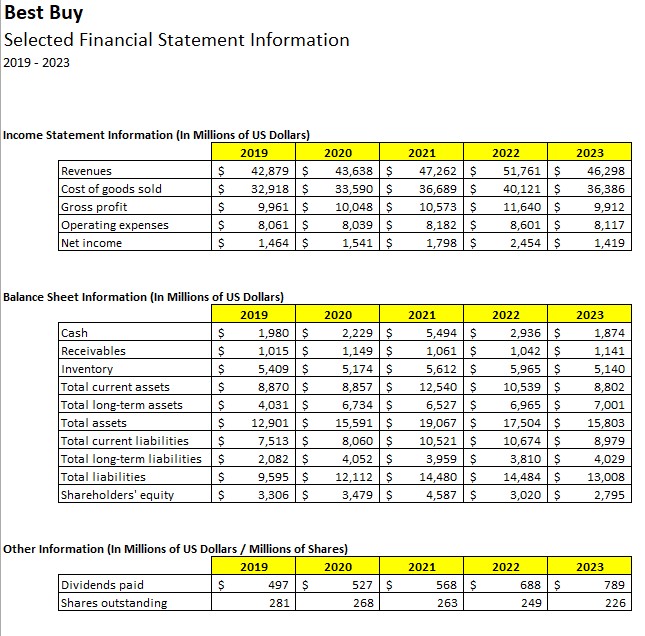 Best Buy
Selected Financial Statement Information
2019 - 2023
Income Statement Information (In Millions of US Dollars)
2019 2020 2021 2022 2023
Revenues $ 42,879 $ 43,638 $ 47,262 $ 51,761 $ 46,298
Cost of goods sold $ 32,918 $ 33,590 $ 36,689 $ 40,121 $ 36,386
Gross profit $ 9,961 $ 10,048 $ 10,573 $ 11,640 $ 9,912
Operating expenses $ 8,061 $ 8,039 $ 8,182 $ 8,601 $ 8,117
Net income $ 1,464 $ 1,541 $ 1,798 $ 2,454 $ 1,419
Balance Sheet Information (In Millions of US Dollars)
2019 2020 2021 2022 2023
Cash $ 1,980 $ 2,229 $ 5,494 $ 2,936 $ 1,874
Receivables $ 1,015 $ 1,149 $ 1,061 $ 1,042 $ 1,141
Inventory $ 5,409 $ 5,174 $ 5,612 $ 5,965 $ 5,140
Total current assets $ 8,870 $ 8,857 $ 12,540 $ 10,539 $ 8,802
Total long-term assets $ 4,031 $ 6,734 $ 6,527 $ 6,965 $ 7,001
Total assets $ 12,901 $ 15,591 $ 19,067 $ 17,504 $ 15,803
Total current liabilities $ 7,513 $ 8,060 $ 10,521 $ 10,674 $ 8,979
Total long-term liabilities $ 2,082 $ 4,052 $ 3,959 $ 3,810 $ 4,029
Total liabilities $ 9,595 $ 12,112 $ 14,480 $ 14,484 $ 13,008
Shareholders' equity $ 3,306 $ 3,479 $ 4,587 $ 3,020 $ 2,795
Other Information (In Millions of US Dollars / Millions of Shares)
2019 2020 2021 2022 2023
Dividends paid $ 497 $ 527 $ 568 $ 688 $ 789
Shares outstanding 281 268 263 249 226